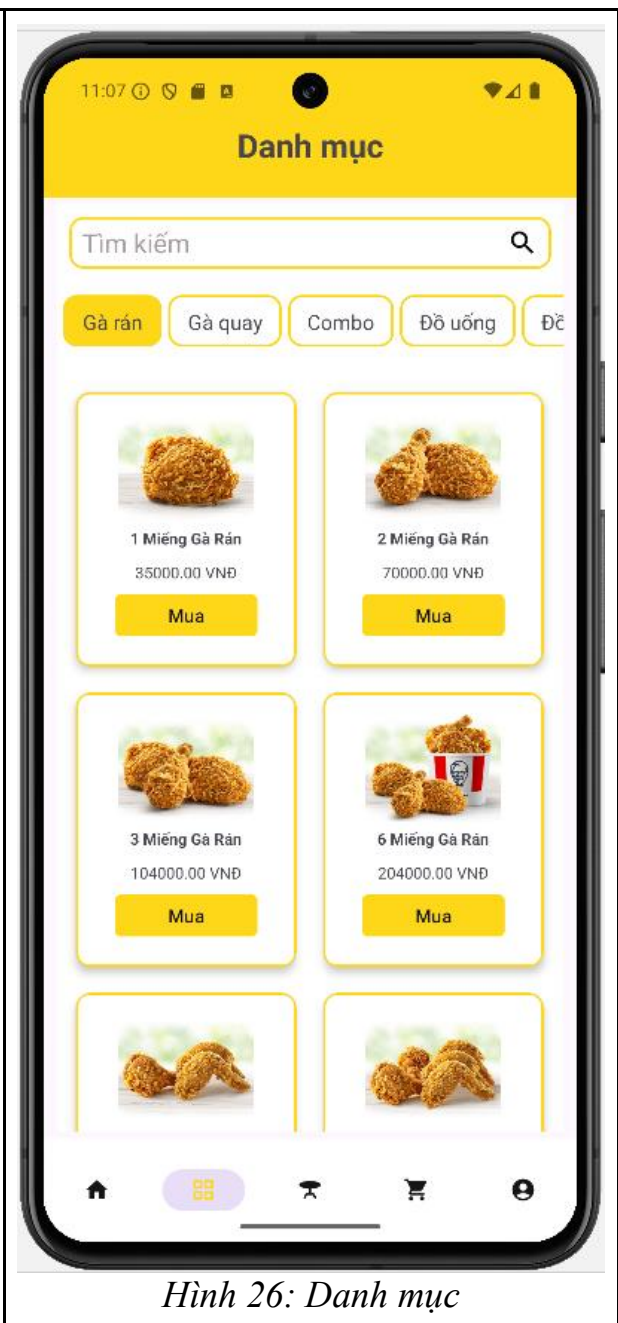 11:07
Danh mục
Tìm kiếm
Gà rán Gà quay Combo Đồ uống Đồ
1 Miếng Gà Rán 2 Miếng Gà Rán
35000.00 VNĐ 70000.00 VNĐ
Mua Mua
3 Miếng Gà Rán 6 Miếng Gà Rán
104000.00 VNĐ 204000.00 VNĐ
Mua Mua
Hình 26: Danh mục